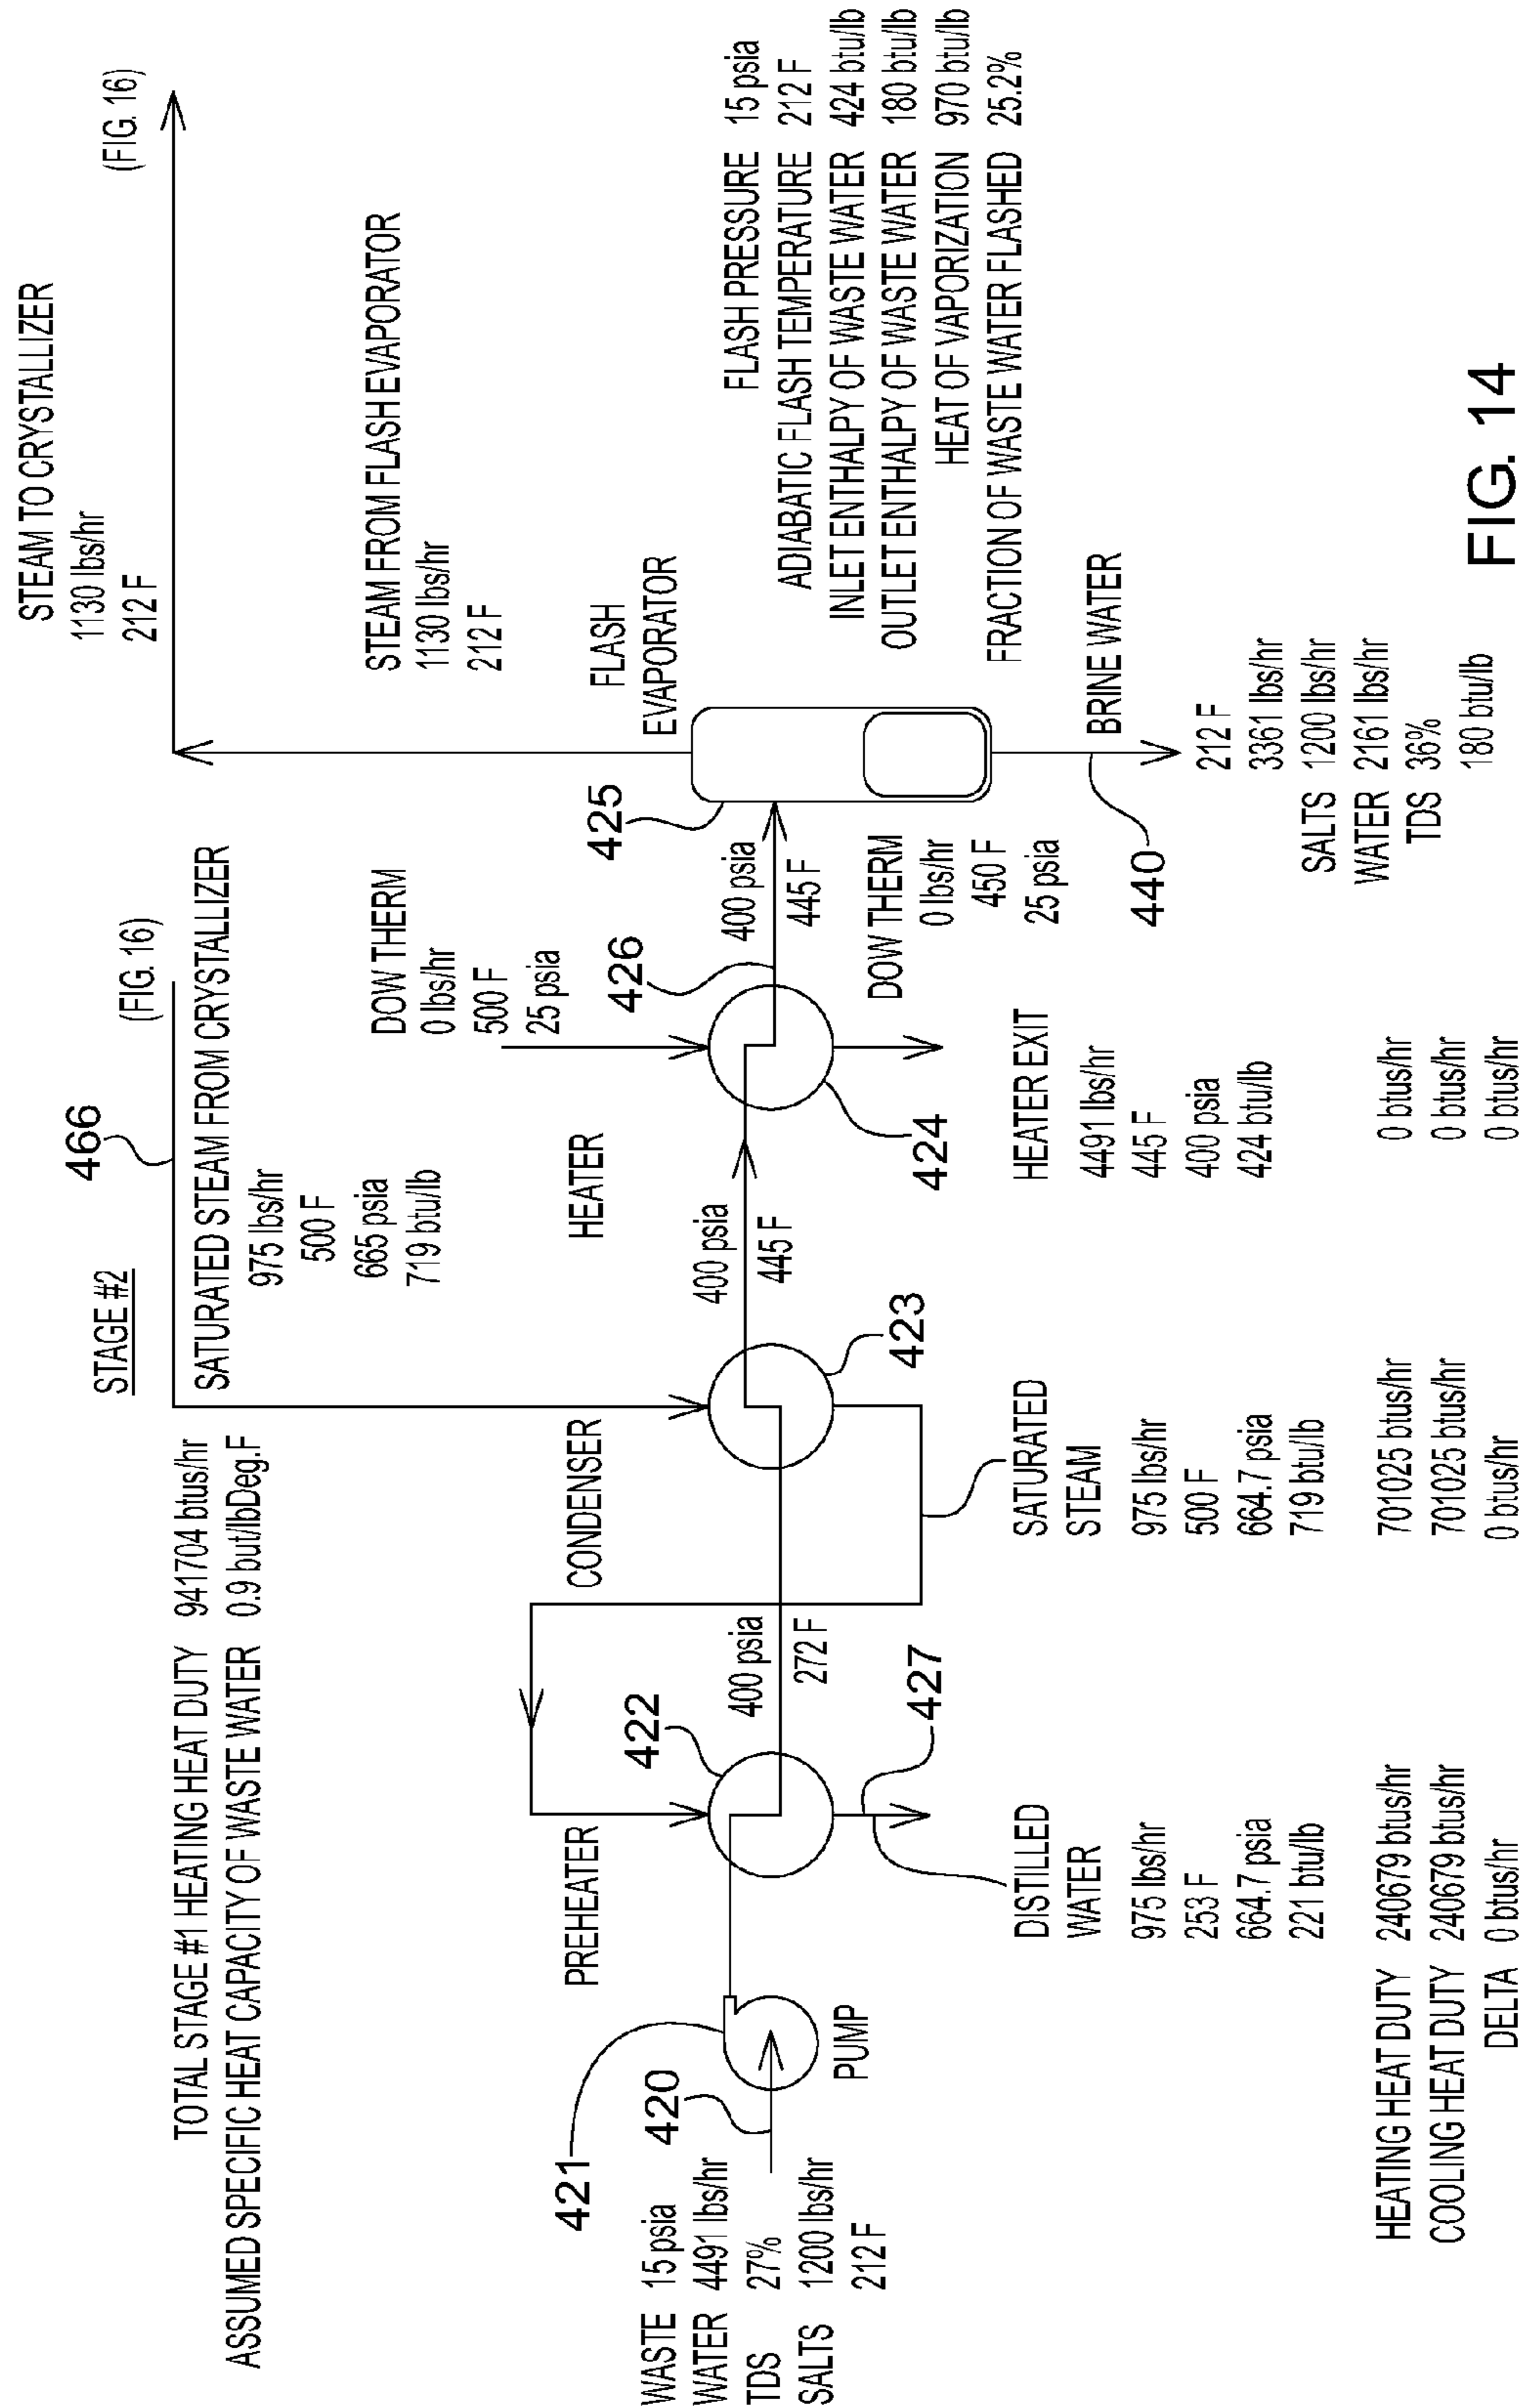 STAGE #2
TOTAL STAGE #1 HEATING HEAT DUTY 941704 btus/hr
ASSUMED SPECIFIC HEAT CAPACITY OF WASTE WATER 0.9 but/lbDeg.F
466
(FIG. 16)
SATURATED STEAM FROM CRYSTALLIZER
975 lbs/hr
500 F
665 psia
719 btu/lb
STEAM TO CRYSTALLIZER
1130 lbs/hr
212 F
(FIG. 16)
STEAM FROM FLASH EVAPORATOR
1130 lbs/hr
212 F
DOW THERM
0 lbs/hr
500 F
25 psia
421
PREHEATER
CONDENSER
HEATER
FLASH
EVAPORATOR
420
422
426
425
WASTE 15 psia
WATER 4491 lbs/hr
TDS 27%
SALTS 1200 lbs/hr
212 F
PUMP
400 psia
272 F
400 psia
445 F
400 psia
445 F
427
423
424
FLASH PRESSURE 15 psia
ADIABATIC FLASH TEMPERATURE 212 F
INLET ENTHALPY OF WASTE WATER 424 btu/lb
OUTLET ENTHALPY OF WASTE WATER 180 btu/lb
HEAT OF VAPORIZATION 970 btu/lb
FRACTION OF WASTE WATER FLASHED 25.2%
DOW THERM
0 lbs/hr
450 F
25 psia
440
BRINE WATER
212 F
3361 lbs/hr
SALTS 1200 lbs/hr
WATER 2161 lbs/hr
TDS 36%
180 btu/lb
DISTILLED
WATER
975 lbs/hr
253 F
664.7 psia
221 btu/lb
SATURATED
STEAM
975 lbs/hr
500 F
664.7 psia
719 btu/lb
HEATER EXIT
4491 lbs/hr
445 F
400 psia
424 btu/lb
HEATING HEAT DUTY 240679 btus/hr 701025 btus/hr 0 btus/hr
COOLING HEAT DUTY 240679 btus/hr 701025 btus/hr 0 btus/hr
DELTA 0 btus/hr 0 btus/hr 0 btus/hr
FIG. 14